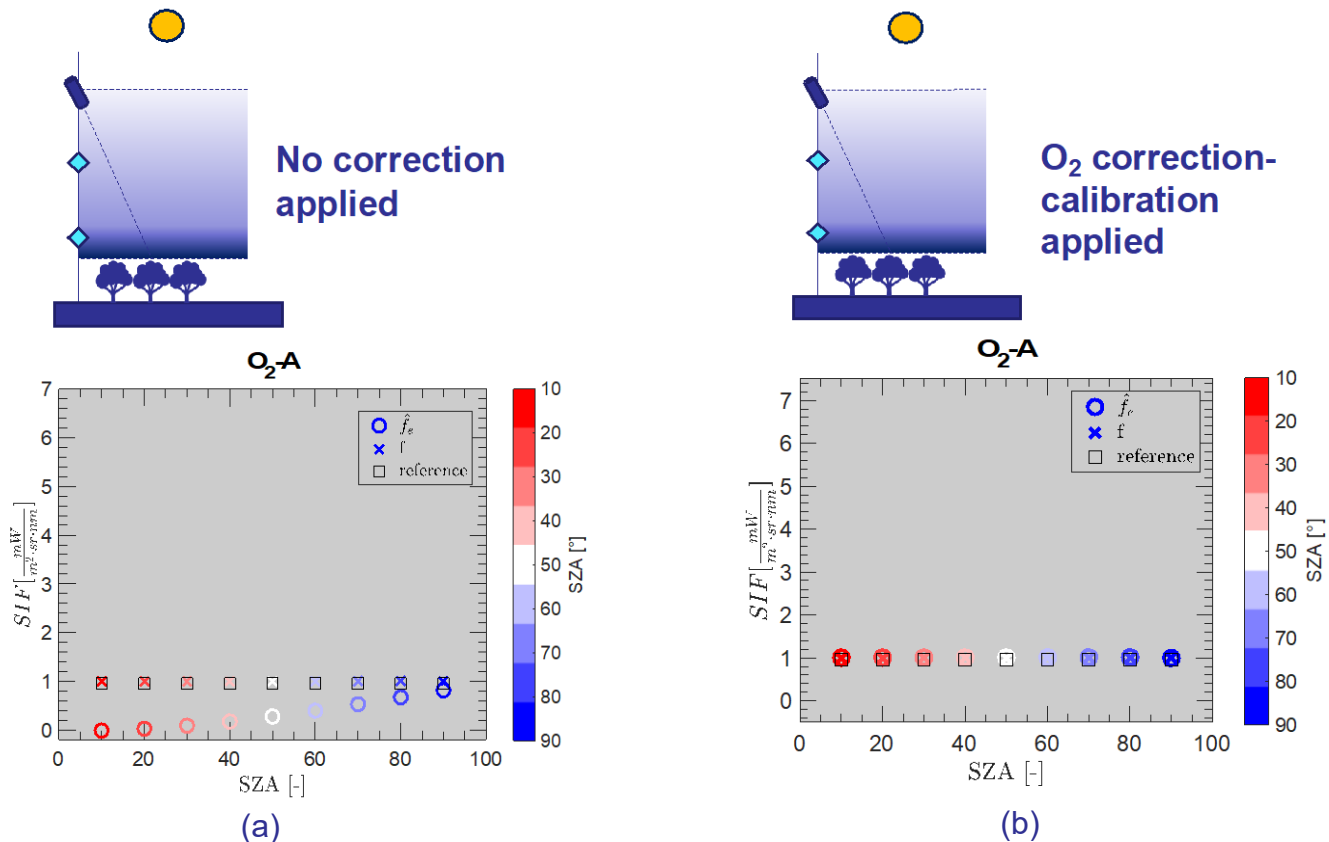 No correction
applied
O₂-A
7
6
5
4
3
2
1
0
SIF [mW / m²·sr·nm]
f̂ₑ
f
reference
0 20 40 60 80 100
SZA [-]
10
20
30
40
50
60
70
80
90
SZA [°]
(a)
O₂ correction-
calibration
applied
O₂-A
7
6
5
4
3
2
1
0
SIF [mW / m²·sr·nm]
f̂ₑ
f
reference
0 20 40 60 80 100
SZA [-]
10
20
30
40
50
60
70
80
90
SZA [°]
(b)